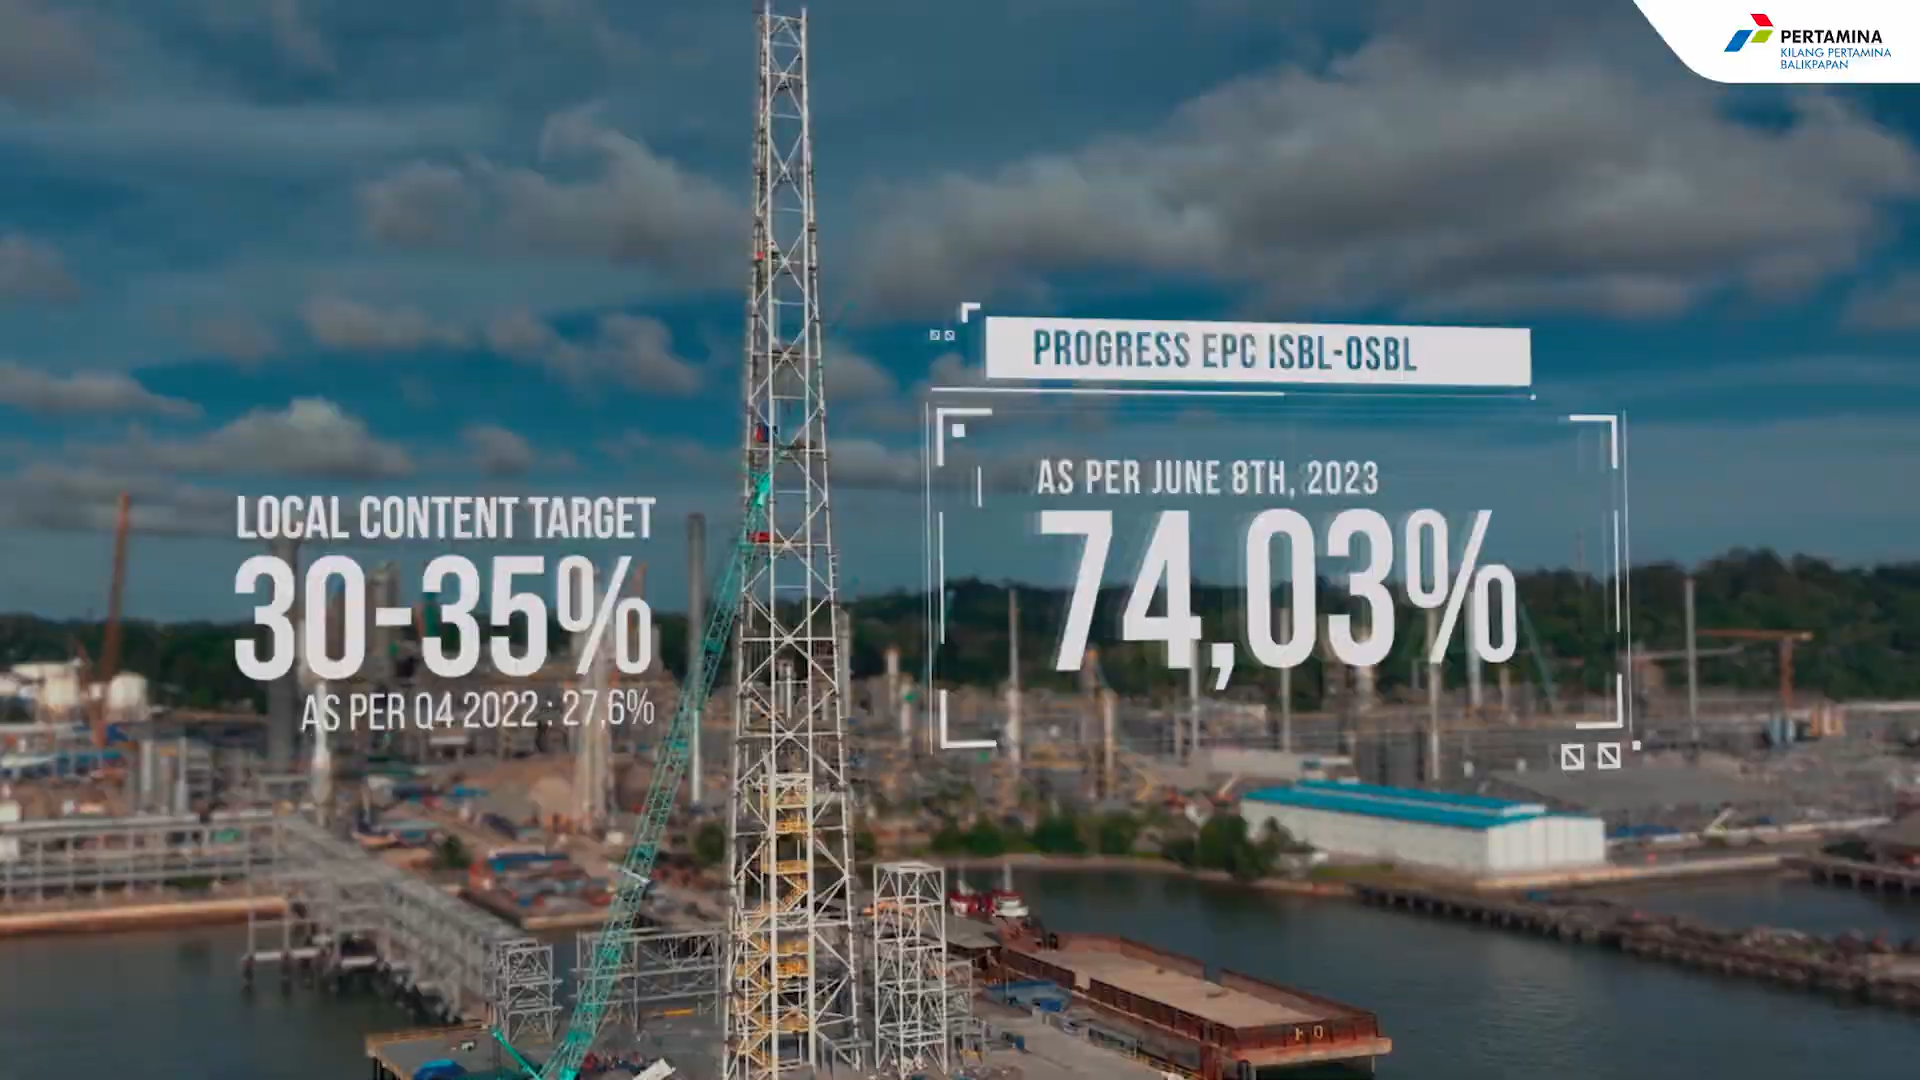 PERTAMINA
KILANG PERTAMINA
BALIKPAPAN
PROGRESS EPC ISBL-OSBL
AS PER JUNE 8TH, 2023
74,03%
LOCAL CONTENT TARGET
30-35%
AS PER Q4 2022 : 27,6%